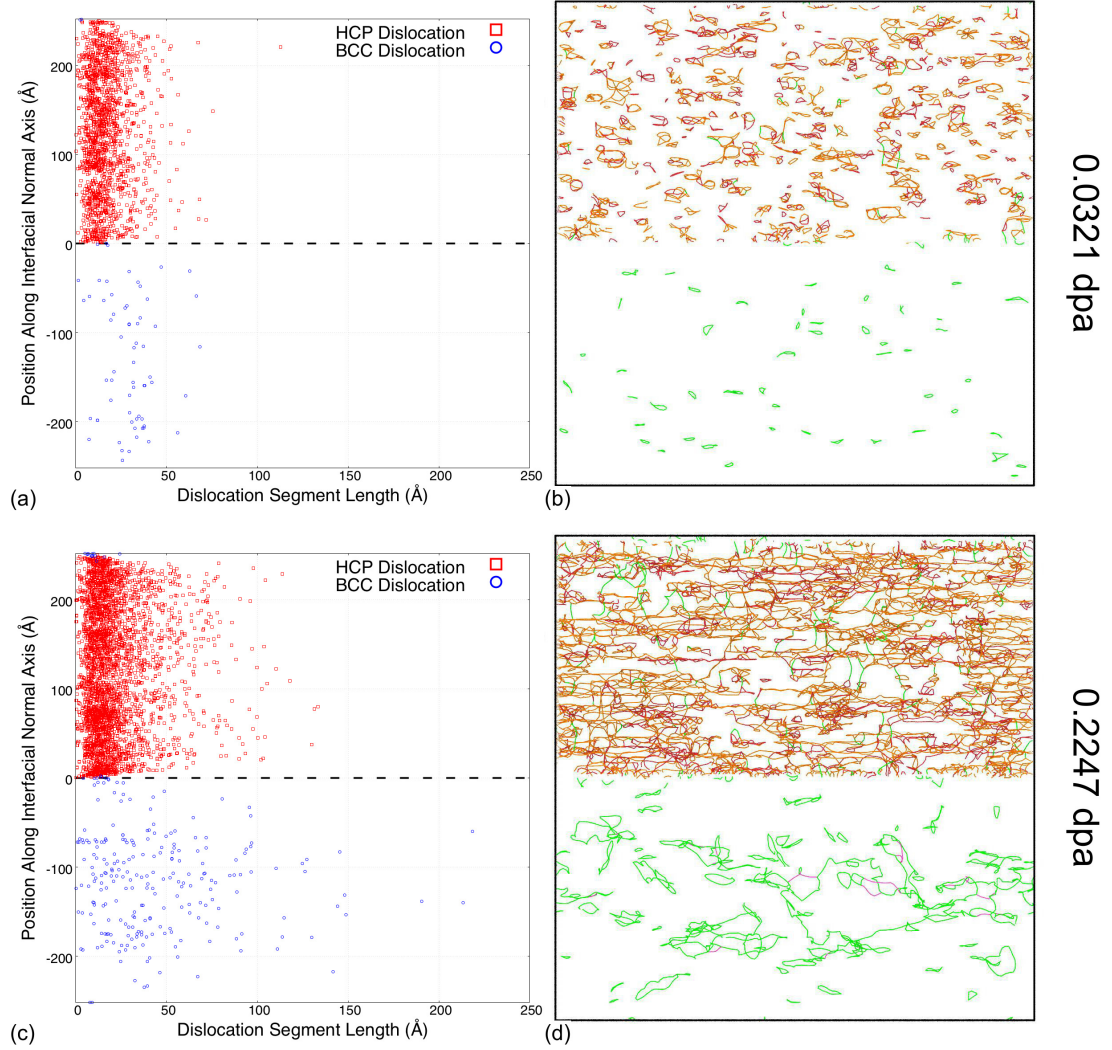 HCP Dislocation
BCC Dislocation
Position Along Interfacial Normal Axis (Å)
200
100
0
-100
-200
0
50
100
150
200
250
Dislocation Segment Length (Å)
(a)
(b)
0.0321 dpa
HCP Dislocation
BCC Dislocation
Position Along Interfacial Normal Axis (Å)
200
100
0
-100
-200
0
50
100
150
200
250
Dislocation Segment Length (Å)
(c)
(d)
0.2247 dpa